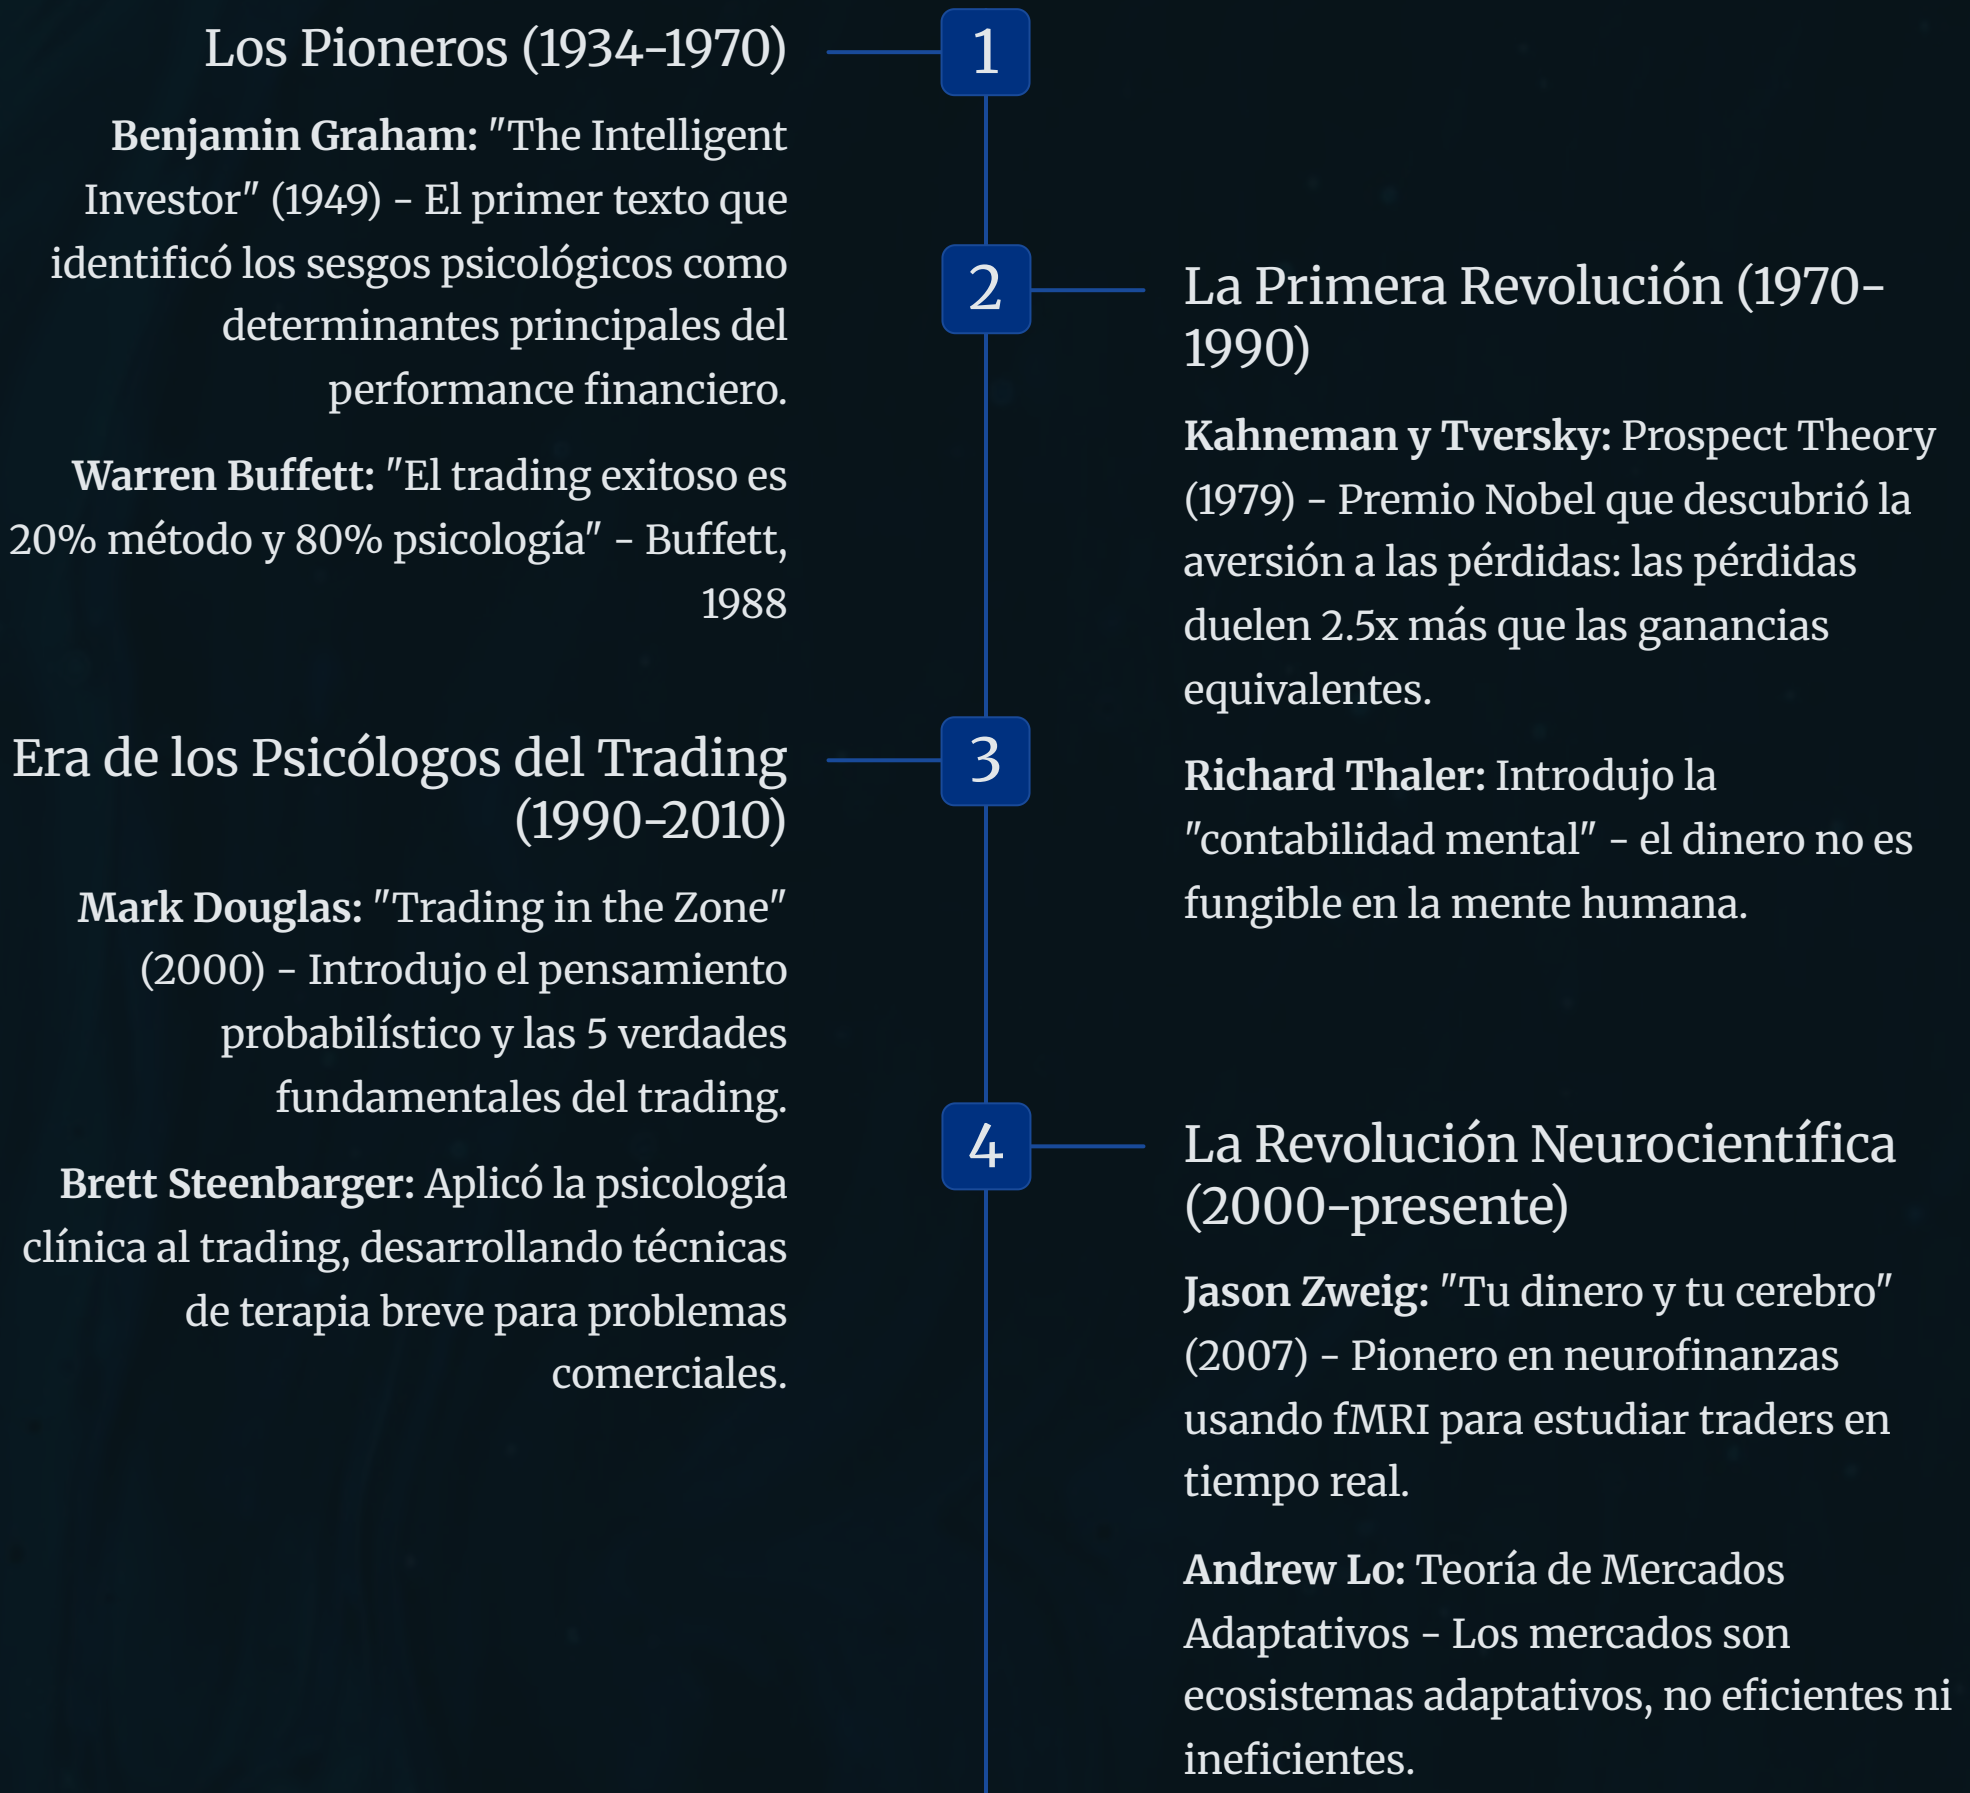 1
Los Pioneros (1934-1970)
Benjamin Graham: "The Intelligent
Investor" (1949) - El primer texto que
identificó los sesgos psicológicos como
determinantes principales del
performance financiero.
Warren Buffett: "El trading exitoso es
20% método y 80% psicología" - Buffett,
1988
2
La Primera Revolución (1970-
1990)
Kahneman y Tversky: Prospect Theory
(1979) - Premio Nobel que descubrió la
aversión a las pérdidas: las pérdidas
duelen 2.5x más que las ganancias
equivalentes.
Richard Thaler: Introdujo la
"contabilidad mental" - el dinero no es
fungible en la mente humana.
3
Era de los Psicólogos del Trading
(1990-2010)
Mark Douglas: "Trading in the Zone"
(2000) - Introdujo el pensamiento
probabilístico y las 5 verdades
fundamentales del trading.
Brett Steenbarger: Aplicó la psicología
clínica al trading, desarrollando técnicas
de terapia breve para problemas
comerciales.
4
La Revolución Neurocientífica
(2000-presente)
Jason Zweig: "Tu dinero y tu cerebro"
(2007) - Pionero en neurofinanzas
usando fMRI para estudiar traders en
tiempo real.
Andrew Lo: Teoría de Mercados
Adaptativos - Los mercados son
ecosistemas adaptativos, no eficientes ni
ineficientes.